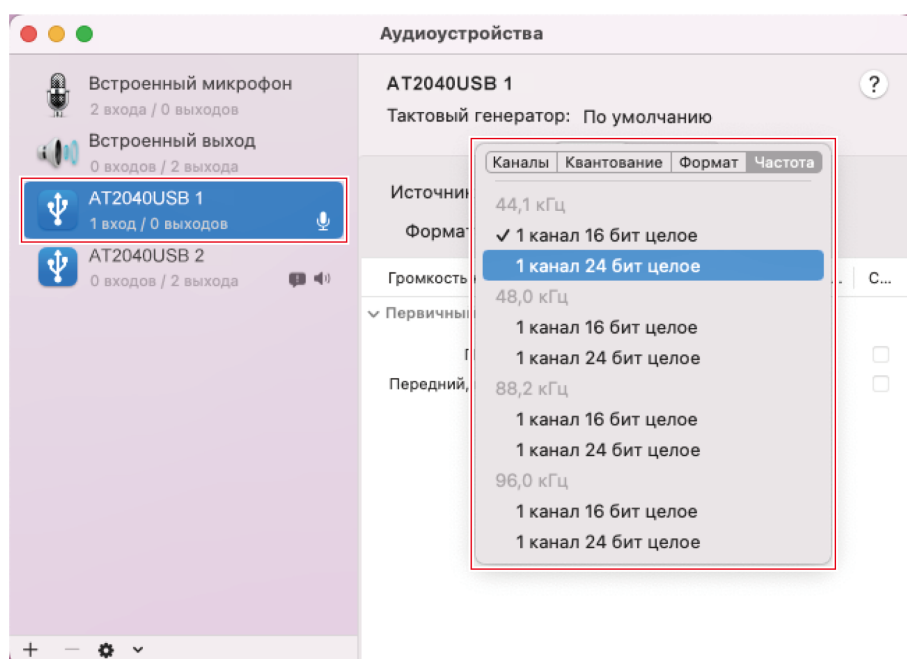 Аудиоустройства
Встроенный микрофон
2 входа / 0 выходов
Встроенный выход
0 входов / 2 выхода
AT2040USB 1
1 вход / 0 выходов
AT2040USB 2
0 входов / 2 выхода
AT2040USB 1
?
Тактовый генератор: По умолчанию
Каналы Квантование Формат Частота
44,1 кГц
✓ 1 канал 16 бит целое
1 канал 24 бит целое
48,0 кГц
1 канал 16 бит целое
1 канал 24 бит целое
88,2 кГц
1 канал 16 бит целое
1 канал 24 бит целое
96,0 кГц
1 канал 16 бит целое
1 канал 24 бит целое
Громкость
С...
Передний,